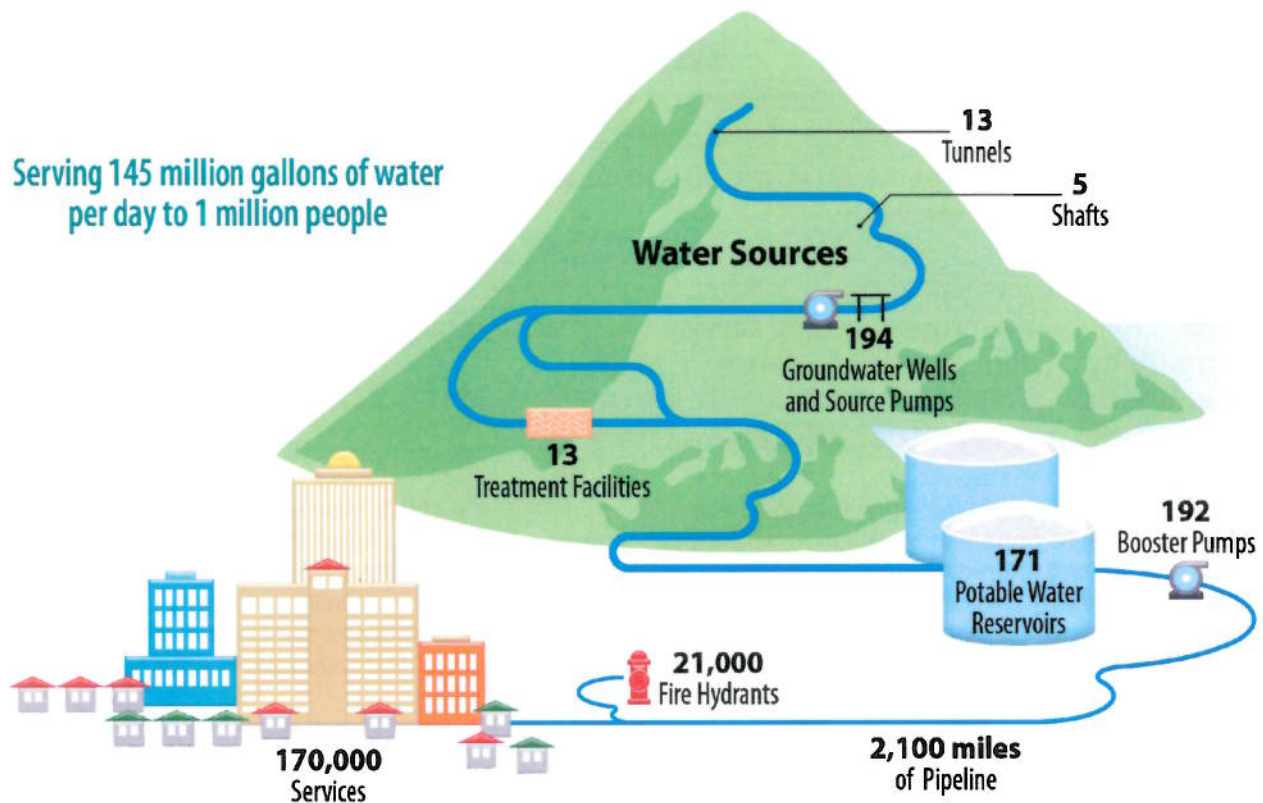 Serving 145 million gallons of water
per day to 1 million people
13
Tunnels
5
Shafts
Water Sources
194
Groundwater Wells
and Source Pumps
13
Treatment Facilities
192
Booster Pumps
171
Potable Water
Reservoirs
21,000
Fire Hydrants
170,000
Services
2,100 miles
of Pipeline